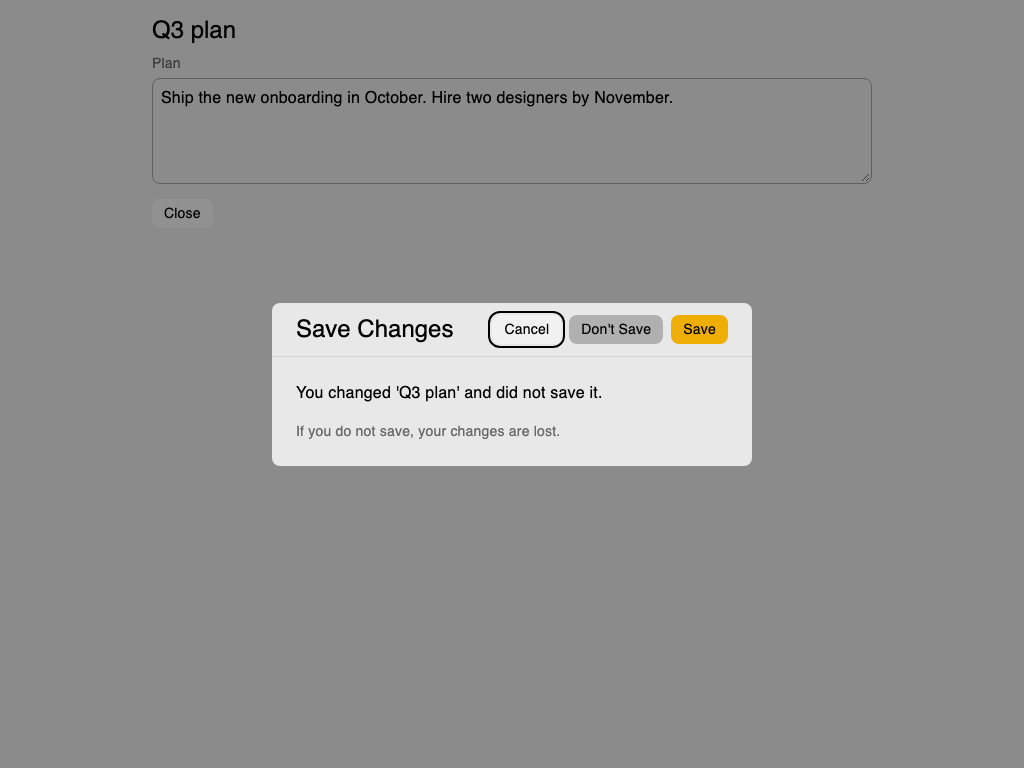 Q3 plan
Plan
Ship the new onboarding in October. Hire two designers by November.
Close
Save Changes
Cancel
Don't Save
Save
You changed 'Q3 plan' and did not save it.
If you do not save, your changes are lost.